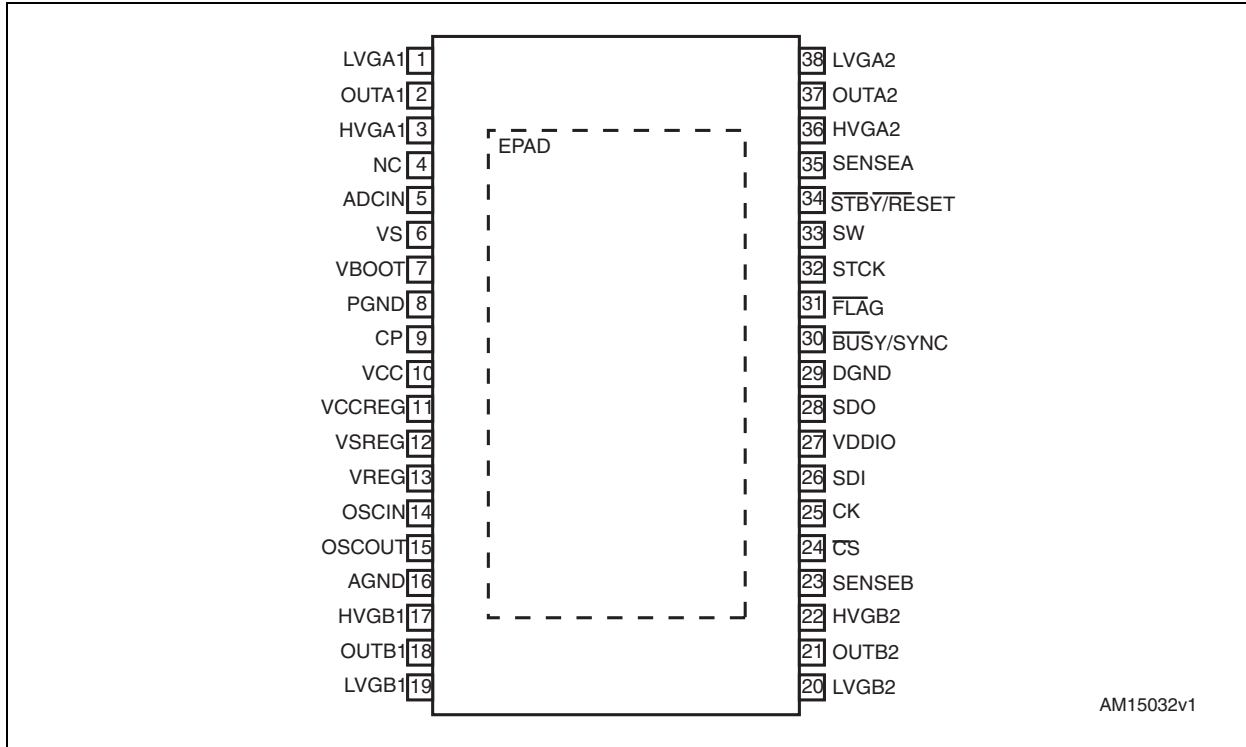 LVGA1 1 38 LVGA2
OUTA1 2 37 OUTA2
HVGA1 3 36 HVGA2
EPAD
NC 4 35 SENSEA
ADCIN 5 34 STBY/RESET
VS 6 33 SW
VBOOT 7 32 STCK
PGND 8 31 FLAG
CP 9 30 BUSY/SYNC
VCC 10 29 DGND
VCCREG 11 28 SDO
VSREG 12 27 VDDIO
VREG 13 26 SDI
OSCIN 14 25 CK
OSCOUT 15 24 CS
AGND 16 23 SENSEB
HVGB1 17 22 HVGB2
OUTB1 18 21 OUTB2
LVGB1 19 20 LVGB2
AM15032v1